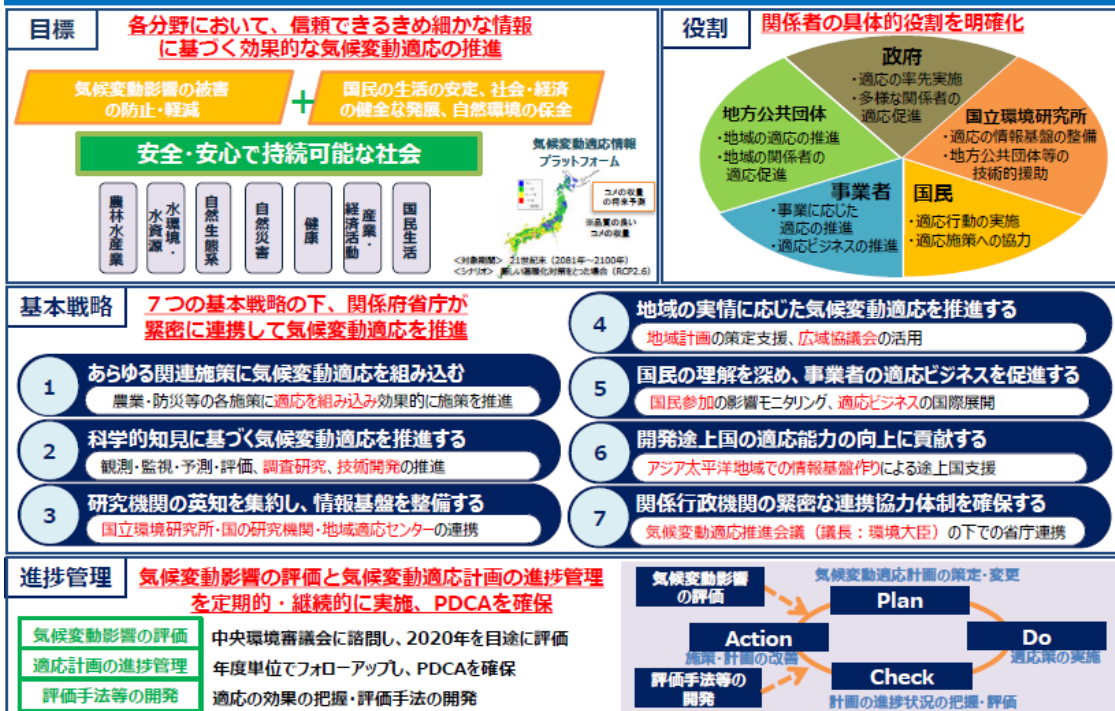 目標
各分野において、信頼できるきめ細かな情報
に基づく効果的な気候変動適応の推進
気候変動影響の被害
の防止・軽減
+
国民の生活の安定、社会・経済
の健全な発展、自然環境の保全
安全・安心で持続可能な社会
農林水産業
水環境・
水資源
自然生態系
自然災害
健康
産業・
経済活動
国民生活
気候変動適応情報
プラットフォーム
コメの収量
の将来予測
※品質の良い
コメの収量
<対象期間> 21世紀末（2081年～2100年）
<シナリオ> 厳しい温暖化対策をとった場合（RCP2.6）
役割
関係者の具体的役割を明確化
政府
・適応の率先実施
・多様な関係者の
適応促進
地方公共団体
・地域の適応の推進
・地域の関係者の
適応促進
国立環境研究所
・適応の情報基盤の整備
・地方公共団体等の
技術的援助
事業者
・事業に応じた
適応の推進
・適応ビジネスの推進
国民
・適応行動の実施
・適応施策への協力
基本戦略
７つの基本戦略の下、関係府省庁が
緊密に連携して気候変動適応を推進
1
あらゆる関連施策に気候変動適応を組み込む
農業・防災等の各施策に適応を組み込み効果的に施策を推進
2
科学的知見に基づく気候変動適応を推進する
観測・監視・予測・評価、調査研究、技術開発の推進
3
研究機関の英知を集約し、情報基盤を整備する
国立環境研究所・国の研究機関・地域適応センターの連携
4
地域の実情に応じた気候変動適応を推進する
地域計画の策定支援、広域協議会の活用
5
国民の理解を深め、事業者の適応ビジネスを促進する
国民参加の影響モニタリング、適応ビジネスの国際展開
6
開発途上国の適応能力の向上に貢献する
アジア太平洋地域での情報基盤作りによる途上国支援
7
関係行政機関の緊密な連携協力体制を確保する
気候変動適応推進会議（議長：環境大臣）の下での省庁連携
進捗管理
気候変動影響の評価と気候変動適応計画の進捗管理
を定期的・継続的に実施、PDCAを確保
気候変動影響の評価
中央環境審議会に諮問し、2020年を目途に評価
適応計画の進捗管理
年度単位でフォローアップし、PDCAを確保
評価手法等の開発
適応の効果の把握・評価手法の開発
気候変動影響
の評価
気候変動適応計画の策定・変更
Plan
Action
施策・計画の改善
Do
適応策の実施
評価手法等の
開発
Check
計画の進捗状況の把握・評価